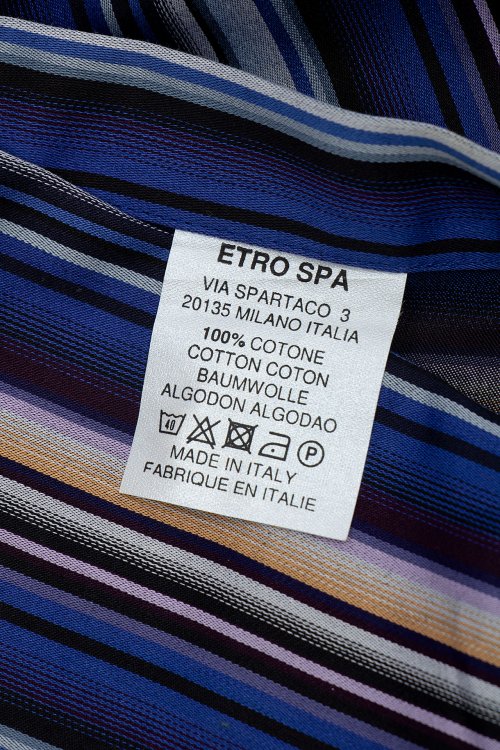 ETRO SPA
VIA SPARTACO 3
20135 MILANO ITALIA
100% COTONE
COTTON COTON
BAUMWOLLE
ALGODON ALGODAO
40 P
MADE IN ITALY
FABRIQUE EN ITALIE